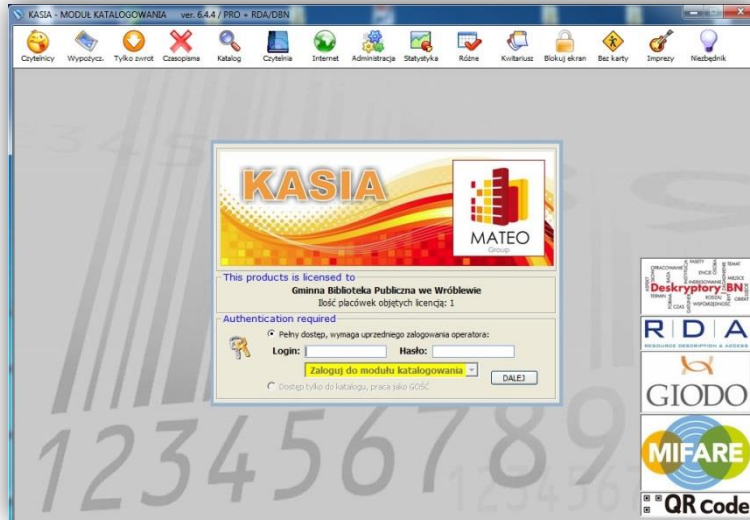 KASIA - MODUŁ KATALOGOWANIA ver. 6.4.4 / PRO + RDA/DBN
Czytelnicy Wypożycz. Tylko zwrot Czasopisma Katalog Czytelnia Internet Administracja Statystyka Różne Kwitariusz Blokuj ekran Bez karty Imprezy Niezbędnik
12345
KASIA
MATEO
Group
This products is licensed to
Gminna Biblioteka Publiczna we Wróblewie
Ilość placówek objętych licencją: 1
Authentication required
Pełny dostęp, wymaga uprzedniego zalogowania operatora:
Login: Hasło:
Zaloguj do modułu katalogowania
DALEJ
Dostęp tylko do katalogu, praca jako GOŚĆ
Deskryptory BN
RDA
RESOURCE DESCRIPTION & ACCESS
GIODO
MIFARE
QR code
123456789